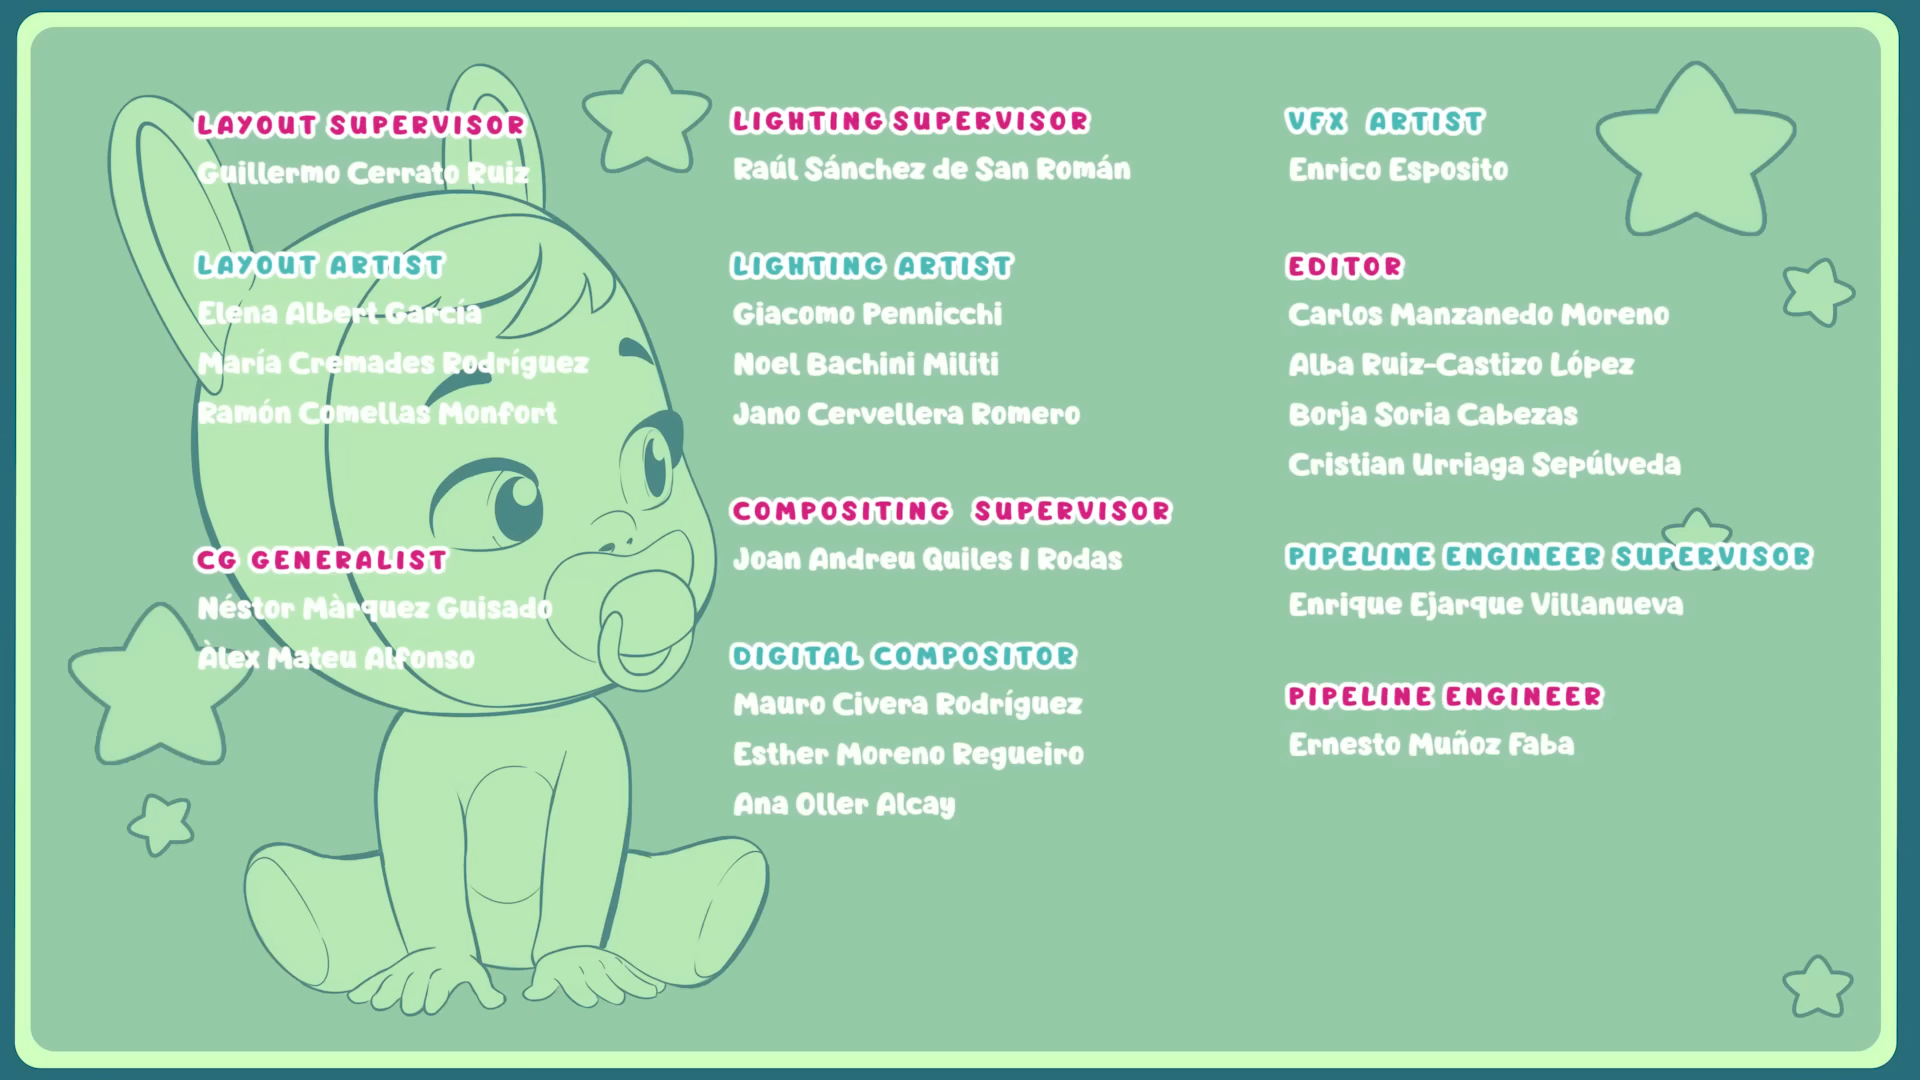 LAYOUT SUPERVISOR
Guillermo Cerrato Ruiz
LAYOUT ARTIST
Elena Albert García
María Cremades Rodríguez
Ramón Comellas Monfort
CG GENERALIST
Néstor Màrquez Guisado
Àlex Mateu Alfonso
LIGHTING SUPERVISOR
Raúl Sánchez de San Román
LIGHTING ARTIST
Giacomo Pennicchi
Noel Bachini Militi
Jano Cervellera Romero
COMPOSITING SUPERVISOR
Joan Andreu Quiles I Rodas
DIGITAL COMPOSITOR
Mauro Civera Rodríguez
Esther Moreno Regueiro
Ana Oller Alcay
VFX ARTIST
Enrico Esposito
EDITOR
Carlos Manzanedo Moreno
Alba Ruiz-Castizo López
Borja Soria Cabezas
Cristian Urriaga Sepúlveda
PIPELINE ENGINEER SUPERVISOR
Enrique Ejarque Villanueva
PIPELINE ENGINEER
Ernesto Muñoz Faba